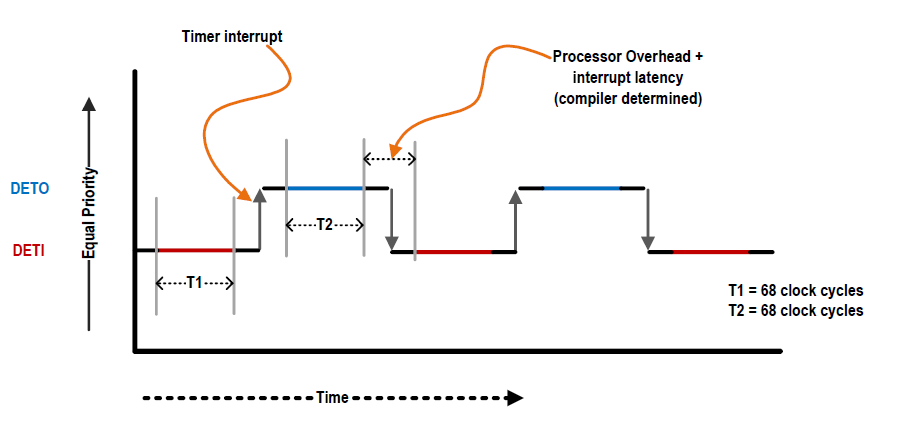 Timer interrupt
Processor Overhead +
interrupt latency
(compiler determined)
Equal Priority
DETO
DETI
T2
T1
T1 = 68 clock cycles
T2 = 68 clock cycles
Time